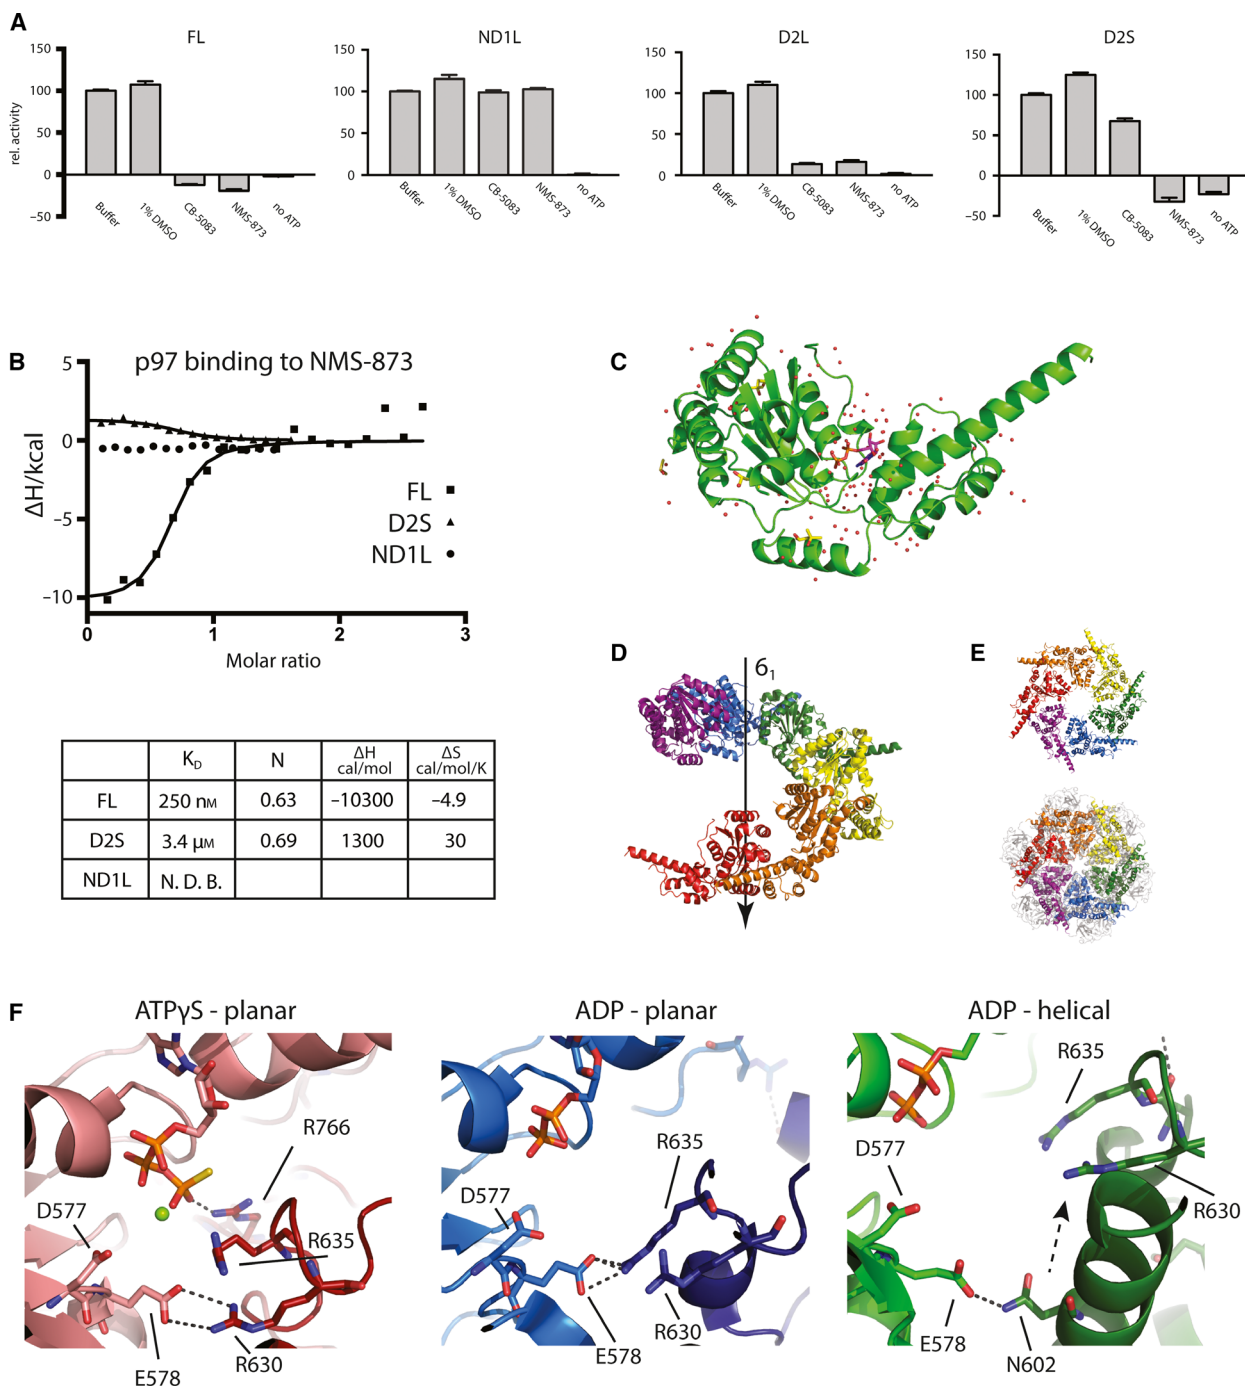 A
FL
ND1L
D2L
D2S
rel. activity
150
100
50
0
−50
Buffer
1% DMSO
CB-5083
NMS-873
no ATP
150
100
50
0
Buffer
1% DMSO
CB-5083
NMS-873
no ATP
150
100
50
0
Buffer
1% DMSO
CB-5083
NMS-873
no ATP
150
100
50
0
−50
Buffer
1% DMSO
CB-5083
NMS-873
no ATP
B
p97 binding to NMS-873
ΔH/kcal
5
0
−5
−10
FL
D2S
ND1L
0 1 2 3
Molar ratio
K_D N ΔH cal/mol ΔS cal/mol/K
FL 250 nM 0.63 −10300 −4.9
D2S 3.4 μM 0.69 1300 30
ND1L N. D. B.
C
D
6₁
E
F
ATPγS - planar
D577
R766
R635
E578
R630
ADP - planar
D577
R635
E578
R630
ADP - helical
R635
D577
R630
E578
N602